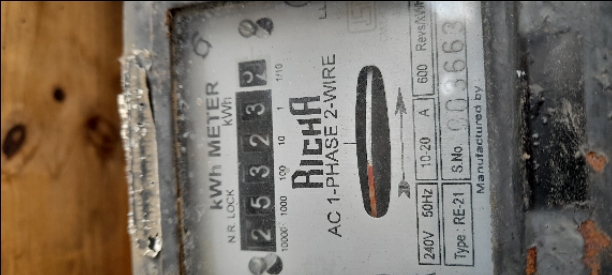 kWh METER
N.R. LOCK kWh
2 5 3 2 3
10000 1000 100 10 1 1/10
RICHA
AC 1-PHASE 2-WIRE
240V 50Hz 10-20 A 600 Revs/kWh
Type : RE-21 S.No. 003663
Manufactured by